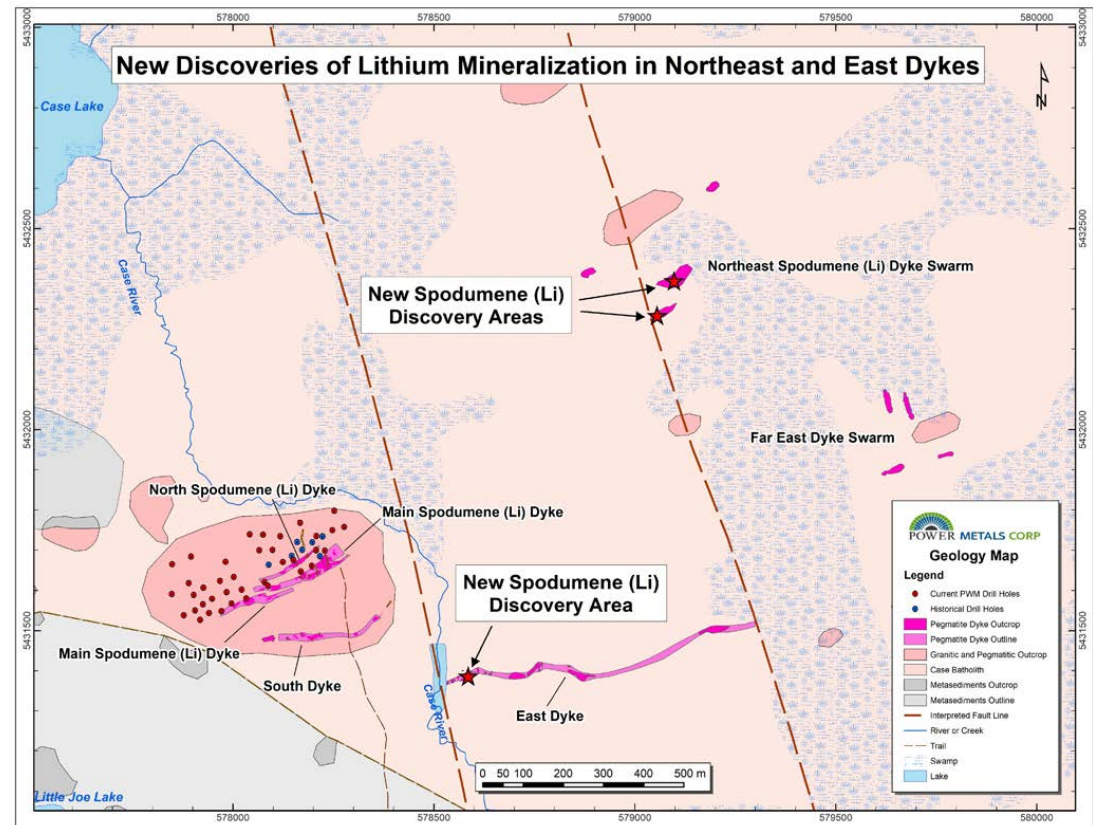 578000
578500
579000
579500
580000
5433000
5433000
New Discoveries of Lithium Mineralization in Northeast and East Dykes
Case Lake
N
5432500
5432500
Case River
Northeast Spodumene (Li) Dyke Swarm
New Spodumene (Li)
Discovery Areas
5432000
5432000
Far East Dyke Swarm
North Spodumene (Li) Dyke
Main Spodumene (Li) Dyke
New Spodumene (Li)
Discovery Area
5431500
5431500
Main Spodumene (Li) Dyke
South Dyke
Case River
East Dyke
0 50 100 200 300 400 500 m
Little Joe Lake
POWER METALS CORP
Geology Map
Legend
Current PWM Drill Holes
Historical Drill Holes
Pegmatite Dyke Outcrop
Pegmatite Dyke Outline
Granitic and Pegmatitic Outcrop
Case Batholith
Metasediments Outcrop
Metasediments Outline
Interpreted Fault Line
River or Creek
Trail
Swamp
Lake
578000
578500
579000
579500
580000